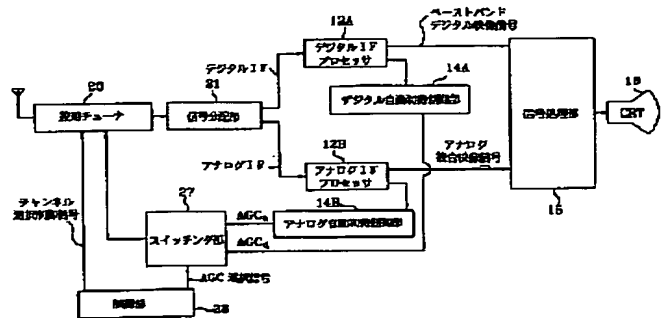 ベースバンド
デジタル映像信号
12A
デジタルIF
プロセッサ
デジタルIF
14A
デジタル自動利得制御部
20
兼用チューナ
21
信号分配部
信号処理部
CRT
15
アナログIF
12B
アナログIF
プロセッサ
アナログ
複合映像信号
チャンネル
選択制御信号
27
スイッチング部
14B
AGCa
アナログ自動利得制御部
AGCd
AGC 選択信号
制御部